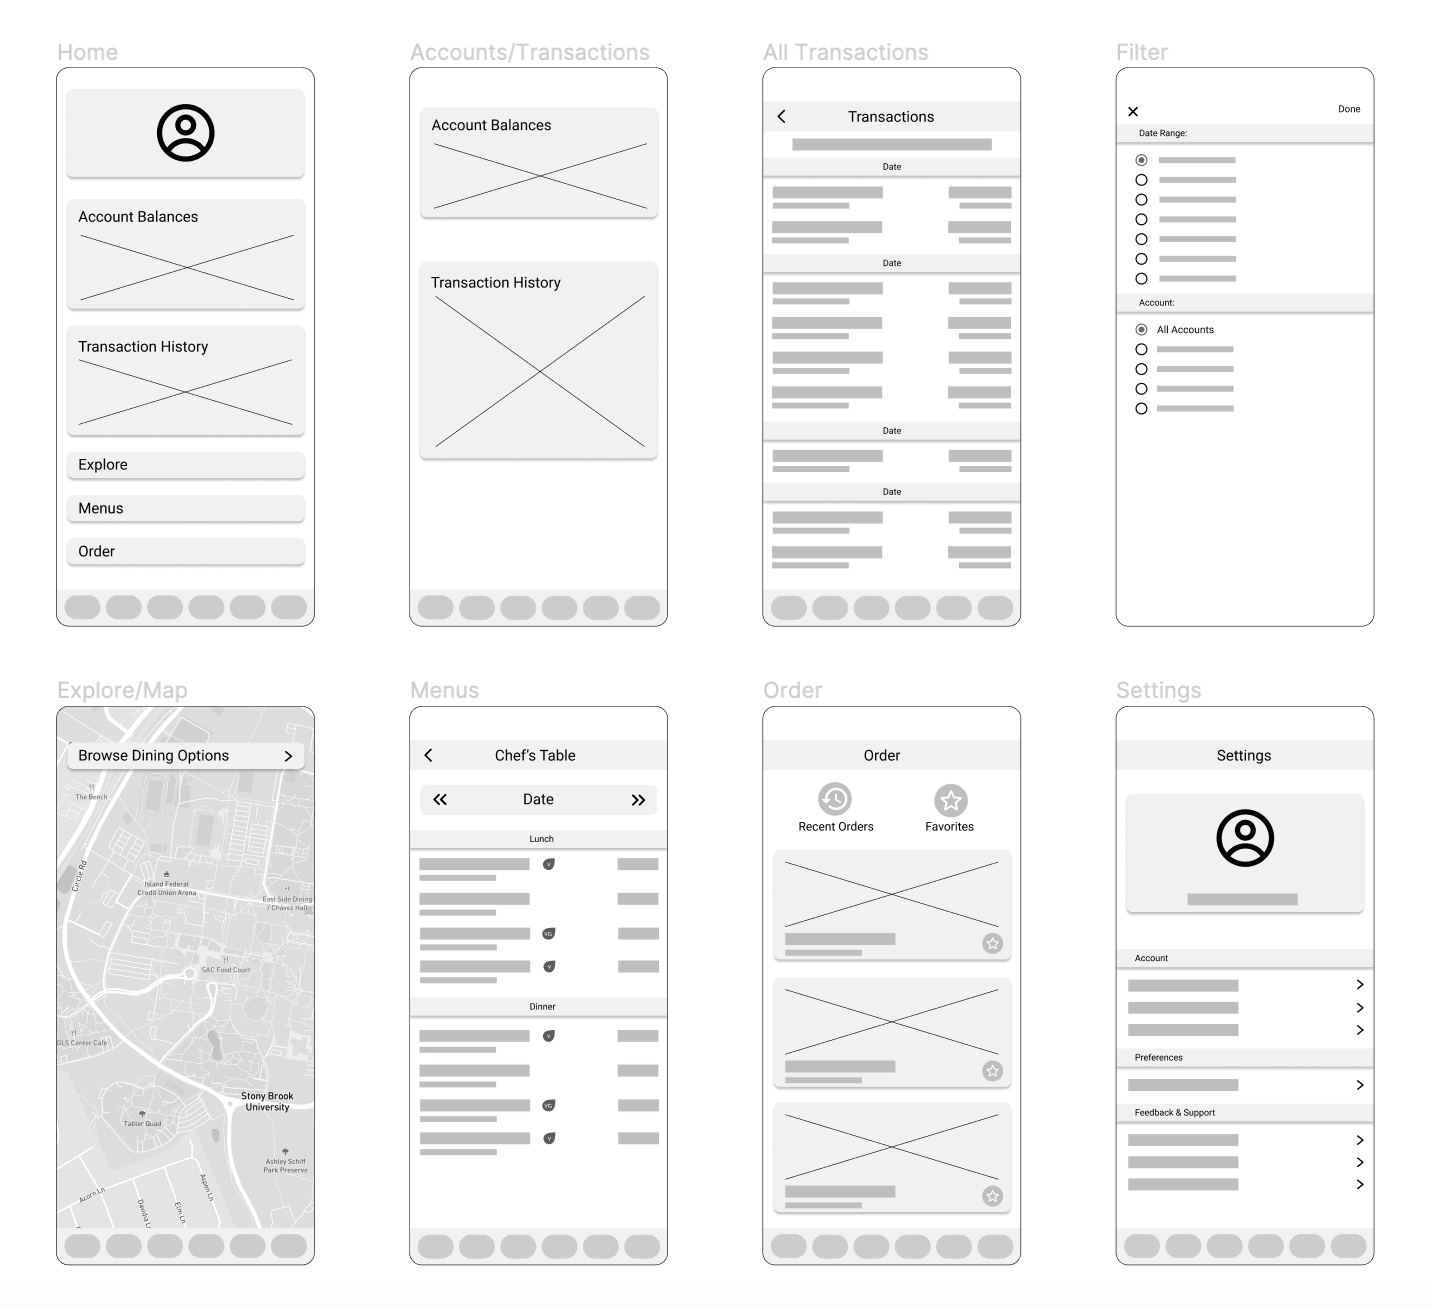 Home
Account Balances
Transaction History
Explore
Menus
Order
Accounts/Transactions
Account Balances
Transaction History
All Transactions
Transactions
Date
Date
Date
Date
Filter
Done
Date Range:
Account:
All Accounts
Explore/Map
Browse Dining Options
The Bench
Circle Rd
Island Federal
Credit Union Arena
East Side Dining
/ Chávez Hall
SAC Food Court
GLS Center Cafe
Stony Brook
University
Tabler Quad
Ashley Schiff
Park Preserve
Acorn Ln
Aspen Ln
Elm Ln
Menus
Chef's Table
Date
Lunch
V
VG
V
Dinner
V
VG
V
Order
Order
Recent Orders
Favorites
Settings
Settings
Account
Preferences
Feedback & Support